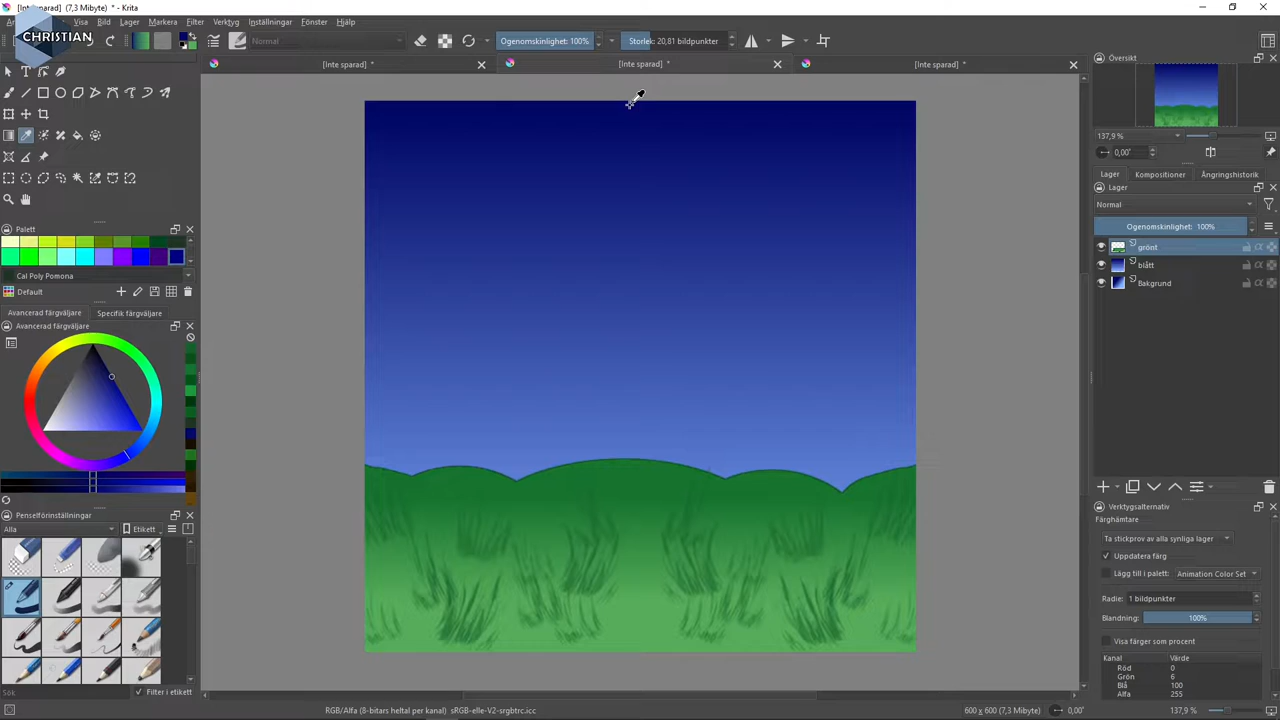 [Inte sparad] (7,3 Mibyte) * - Krita
CHRISTIAN
Visa Bild Lager Markera Filter Verktyg Inställningar Fönster Hjälp
Normal
Ogenomskinlighet: 100%
Storlek: 20,81 bildpunkter
[Inte sparad] *
[Inte sparad] *
[Inte sparad] *
Översikt
137,9 %
0,00°
Lager Kompositioner Ångringshistorik
Lager
Normal
Ogenomskinlighet: 100%
grönt
blått
Bakgrund
Palett
Cal Poly Pomona
Default
Avancerad färgväljare Specifik färgväljare
Avancerad färgväljare
Penselförinställningar
Alla
Etikett
Sök
Filter i etikett
Verktygsalternativ
Färghämtare
Ta stickprov av alla synliga lager
Uppdatera färg
Lägg till i palett: Animation Color Set
Radie: 1 bildpunkter
Blandning: 100%
Visa färger som procent
Kanal Värde
Röd 0
Grön 6
Blå 100
Alfa 255
RGB/Alfa (8-bitars heltal per kanal) sRGB-elle-V2-srgbtrc.icc
600 x 600 (7,3 Mibyte)
0,00°
137,9 %